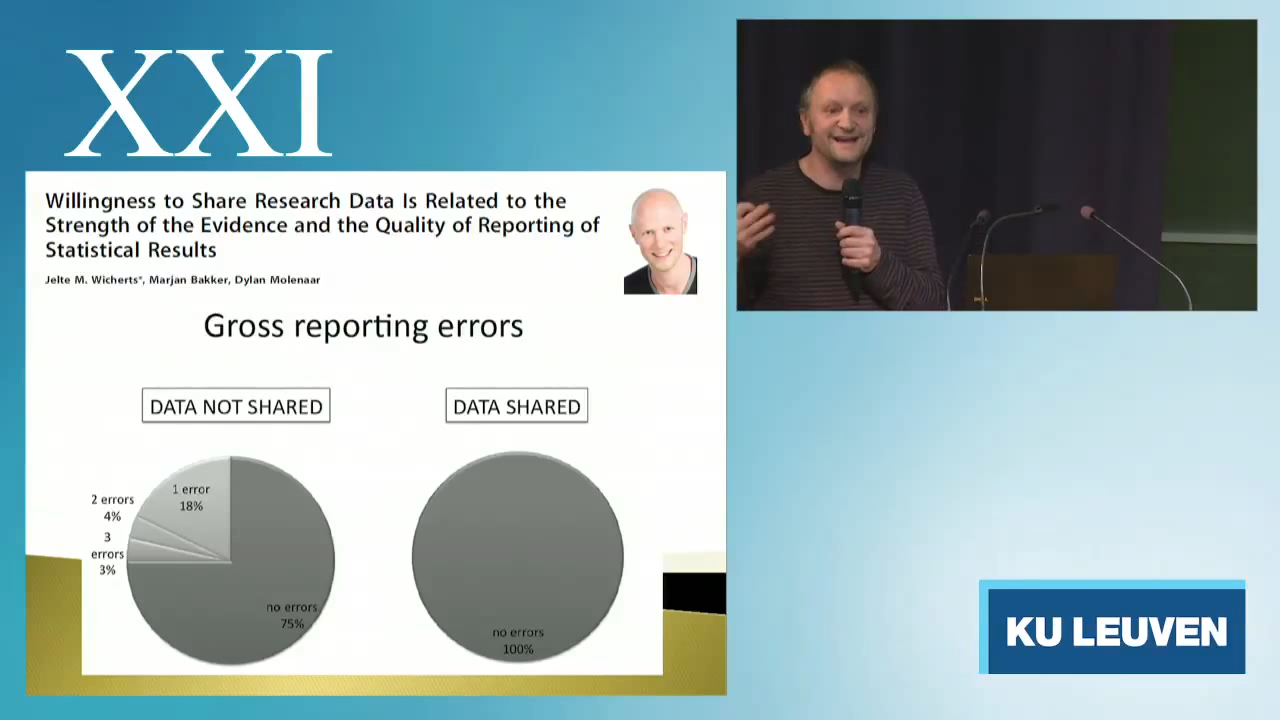 XXI
Willingness to Share Research Data Is Related to the
Strength of the Evidence and the Quality of Reporting of
Statistical Results
Jelte M. Wicherts*, Marjan Bakker, Dylan Molenaar
Gross reporting errors
DATA NOT SHARED
DATA SHARED
1 error
18%
2 errors
4%
3
errors
3%
no errors
75%
no errors
100%
KU LEUVEN